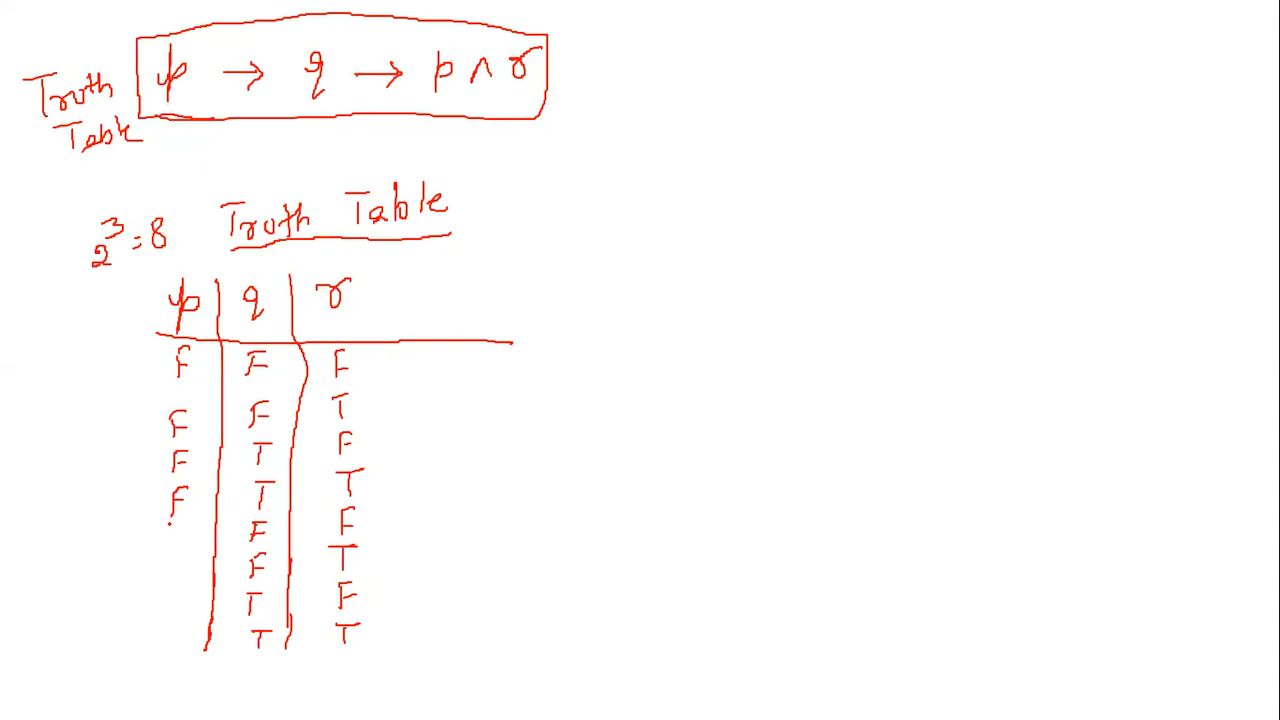 p → q → p ∧ r
Truth
Table
2³ = 8 Truth Table
p q r
F F F
F F T
F T F
F T T
F F
F T
T F
T T